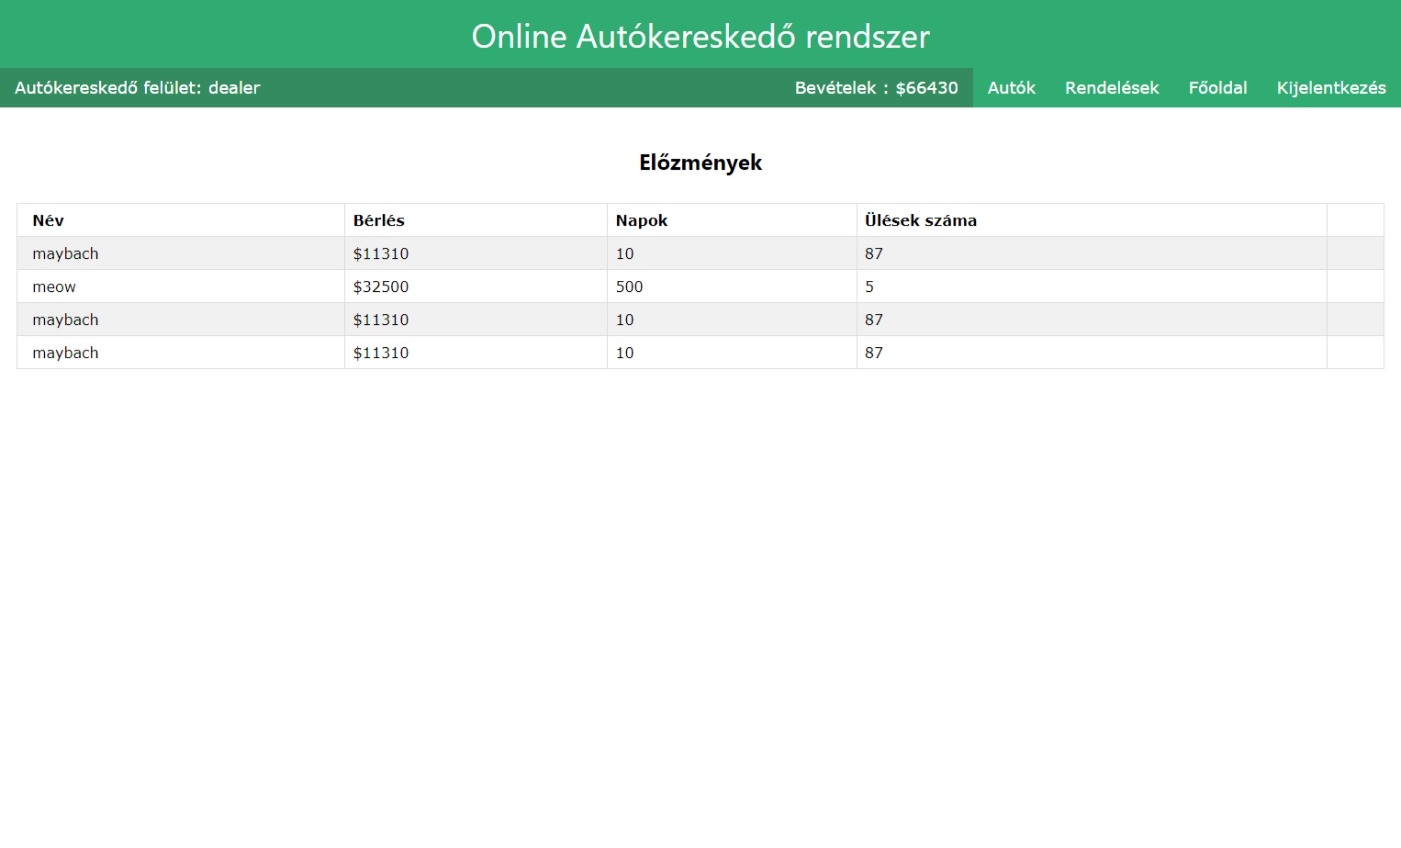 Online Autókereskedő rendszer
Autókereskedő felület: dealer Bevételek : $66430 Autók Rendelések Főoldal Kijelentkezés
Előzmények
Név Bérlés Napok Ülések száma
maybach $11310 10 87
meow $32500 500 5
maybach $11310 10 87
maybach $11310 10 87